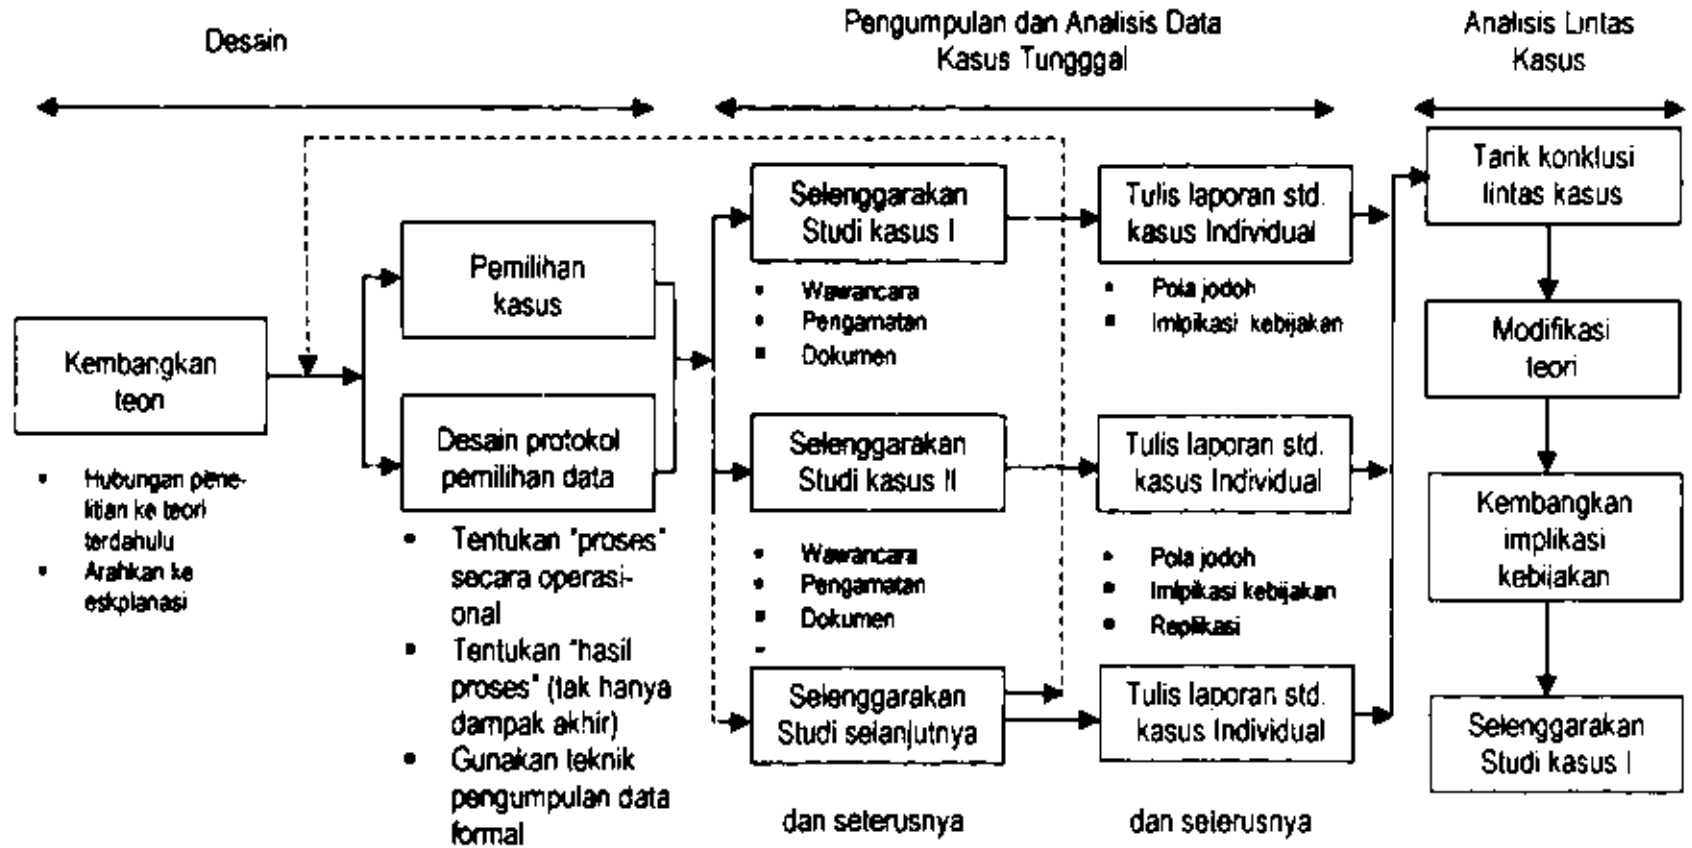 Desain
Pengumpulan dan Analisis Data
Kasus Tungggal
Analisis Lintas
Kasus
Kembangkan
teori
• Hubungan pene-
litian ke teori
terdahulu
• Arahkan ke
eskplanasi
Pemilihan
kasus
Desain protokol
pemilihan data
• Tentukan "proses"
secara operasi-
onal
• Tentukan "hasil
proses" (tak hanya
dampak akhir)
• Gunakan teknik
pengumpulan data
formal
Selenggarakan
Studi kasus I
• Wawancara
• Pengamatan
• Dokumen
Selenggarakan
Studi kasus II
• Wawancara
• Pengamatan
• Dokumen
Selenggarakan
Studi selanjutnya
dan seterusnya
Tulis laporan std.
kasus Individual
• Pola jodoh
• Imlpikasi kebijakan
Tulis laporan std.
kasus Individual
• Pola jodoh
• Imlpikasi kebijakan
• Replikasi
Tulis laporan std.
kasus Individual
dan seterusnya
Tarik konklusi
lintas kasus
Modifikasi
teori
Kembangkan
implikasi
kebijakan
Selenggarakan
Studi kasus I